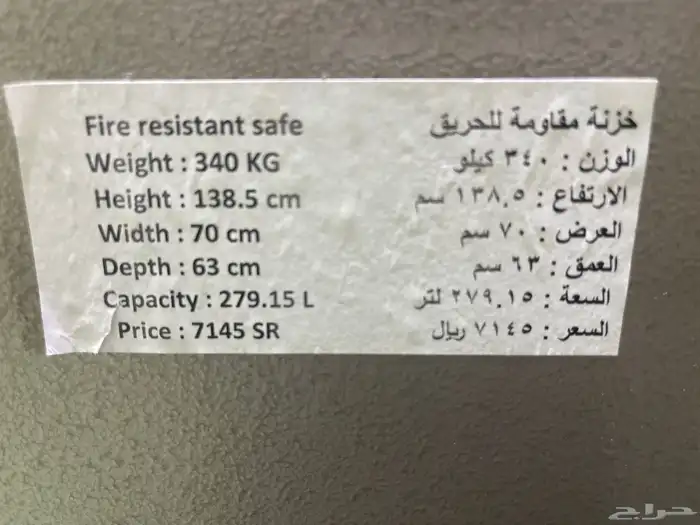 Fire resistant safe
Weight : 340 KG
Height : 138.5 cm
Width : 70 cm
Depth : 63 cm
Capacity : 279.15 L
Price : 7145 SR
خزنة مقاومة للحريق
الوزن : ٣٤٠ كيلو
الارتفاع : ١٣٨,٥ سم
العرض : ٧٠ سم
العمق : ٦٣ سم
السعة : ٢٧٩,١٥ لتر
السعر : ٧١٤٥ ريال
حراج